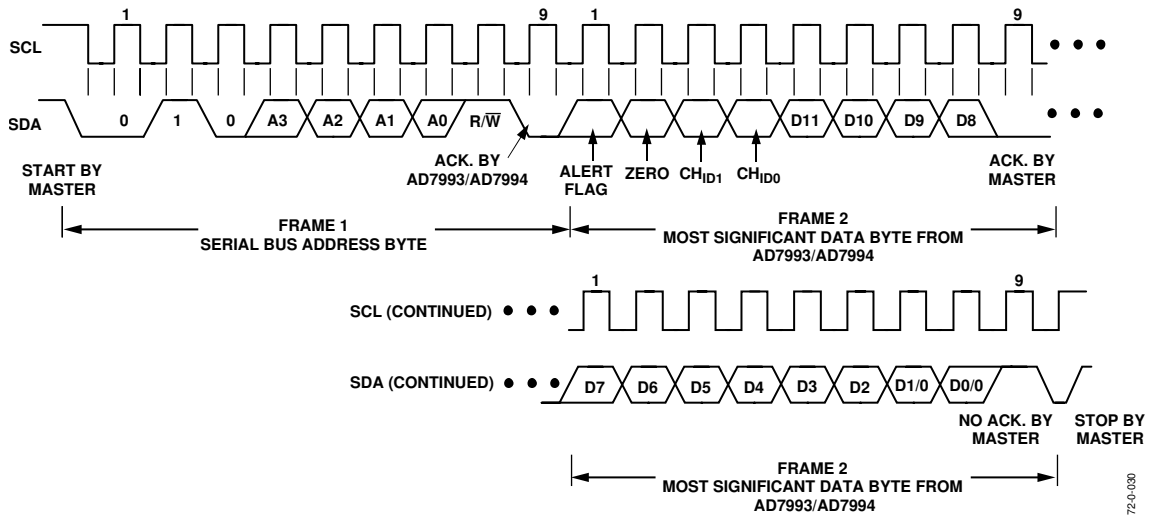 1 9 1 9
SCL
SDA 0 1 0 A3 A2 A1 A0 R/W̅ D11 D10 D9 D8
START BY
MASTER
ACK. BY
AD7993/AD7994
ALERT
FLAG
ZERO
CHID1
CHID0
ACK. BY
MASTER
FRAME 1
SERIAL BUS ADDRESS BYTE
FRAME 2
MOST SIGNIFICANT DATA BYTE FROM
AD7993/AD7994
1 9
SCL (CONTINUED)
SDA (CONTINUED) D7 D6 D5 D4 D3 D2 D1/0 D0/0
NO ACK. BY
MASTER
STOP BY
MASTER
FRAME 2
MOST SIGNIFICANT DATA BYTE FROM
AD7993/AD7994
72-0-030